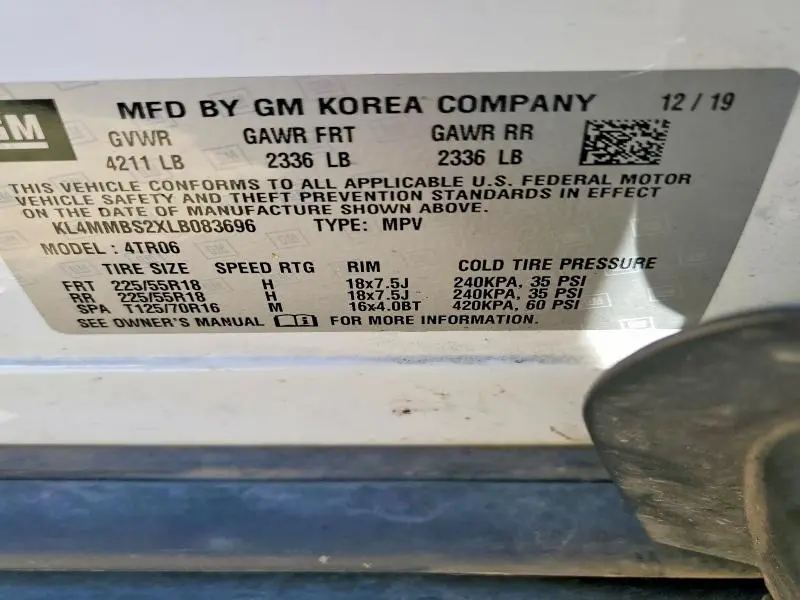 GM
MFD BY GM KOREA COMPANY 12 / 19
GVWR GAWR FRT GAWR RR
4211 LB 2336 LB 2336 LB
THIS VEHICLE CONFORMS TO ALL APPLICABLE U.S. FEDERAL MOTOR
VEHICLE SAFETY AND THEFT PREVENTION STANDARDS IN EFFECT
ON THE DATE OF MANUFACTURE SHOWN ABOVE.
KL4MMBS2XLB083696 TYPE: MPV
MODEL : 4TR06
TIRE SIZE SPEED RTG RIM COLD TIRE PRESSURE
FRT 225/55R18 H 18x7.5J 240KPA, 35 PSI
RR 225/55R18 H 18x7.5J 240KPA, 35 PSI
SPA T125/70R16 M 16x4.0BT 420KPA, 60 PSI
SEE OWNER'S MANUAL FOR MORE INFORMATION.